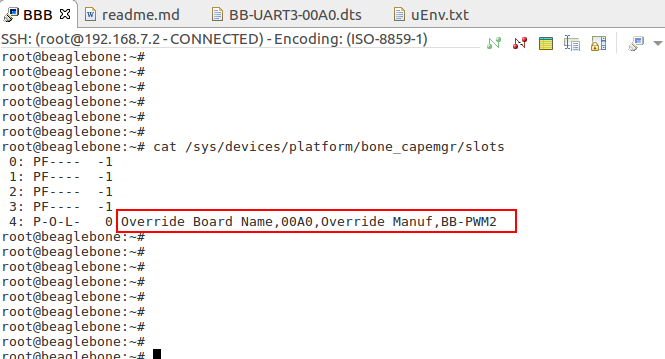 BBB readme.md BB-UART3-00A0.dts uEnv.txt
SSH: (root@192.168.7.2 - CONNECTED) - Encoding: (ISO-8859-1)
root@beaglebone:~#
root@beaglebone:~#
root@beaglebone:~#
root@beaglebone:~#
root@beaglebone:~#
root@beaglebone:~#
root@beaglebone:~# cat /sys/devices/platform/bone_capemgr/slots
0: PF----  -1
1: PF----  -1
2: PF----  -1
3: PF----  -1
4: P-O-L-   0 Override Board Name,00A0,Override Manuf,BB-PWM2
root@beaglebone:~#
root@beaglebone:~#
root@beaglebone:~#
root@beaglebone:~#
root@beaglebone:~#
root@beaglebone:~#
root@beaglebone:~#
root@beaglebone:~#
root@beaglebone:~#